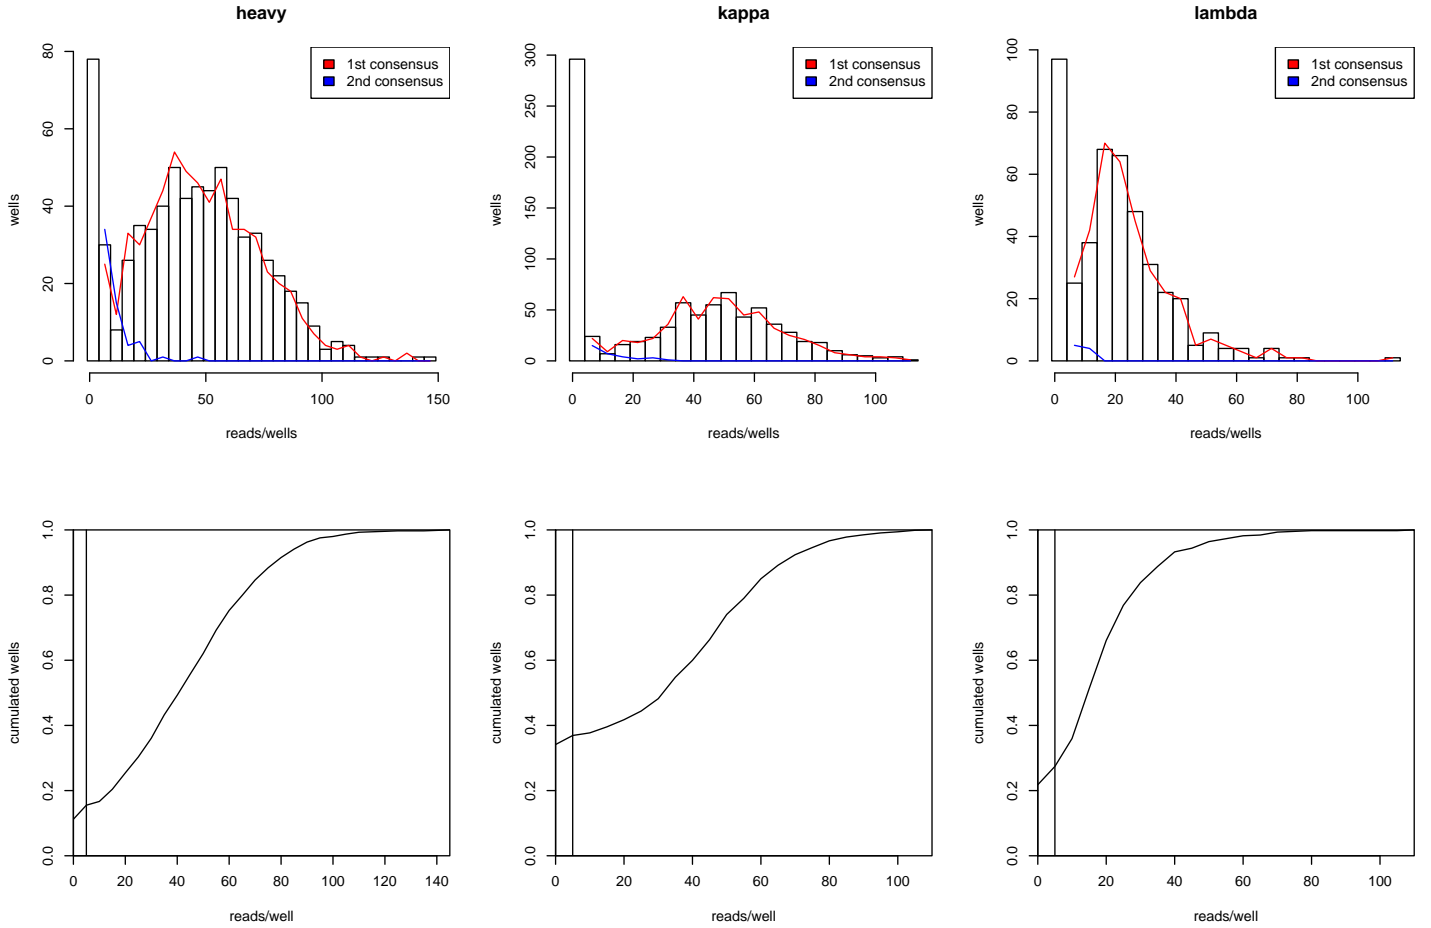 heavy
1st consensus
2nd consensus
wells
0 20 40 60 80
0 50 100 150
reads/wells
kappa
1st consensus
2nd consensus
wells
0 50 100 150 200 250 300
0 20 40 60 80 100
reads/wells
lambda
1st consensus
2nd consensus
wells
0 20 40 60 80 100
0 20 40 60 80 100
reads/wells
cumulated wells
0.0 0.2 0.4 0.6 0.8 1.0
0 20 40 60 80 100 120 140
reads/well
cumulated wells
0.0 0.2 0.4 0.6 0.8 1.0
0 20 40 60 80 100
reads/well
cumulated wells
0.0 0.2 0.4 0.6 0.8 1.0
0 20 40 60 80 100
reads/well